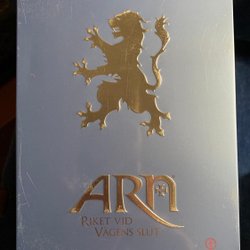 ARN
RIKET VID
VÄGENS SLUT